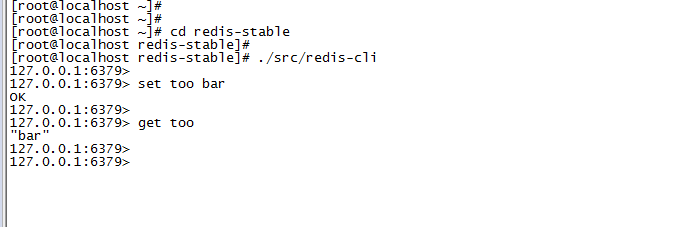 [root@localhost ~]#
[root@localhost ~]#
[root@localhost ~]# cd redis-stable
[root@localhost redis-stable]#
[root@localhost redis-stable]# ./src/redis-cli
127.0.0.1:6379>
127.0.0.1:6379> set too bar
OK
127.0.0.1:6379>
127.0.0.1:6379> get too
"bar"
127.0.0.1:6379>
127.0.0.1:6379>